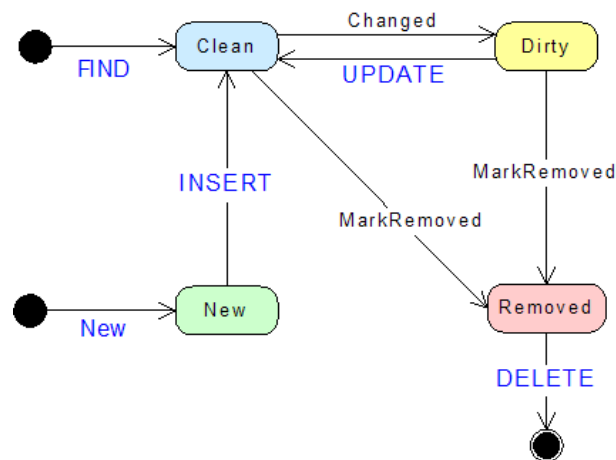 Changed
Clean
Dirty
FIND
UPDATE
INSERT
MarkRemoved
MarkRemoved
New
Removed
New
DELETE